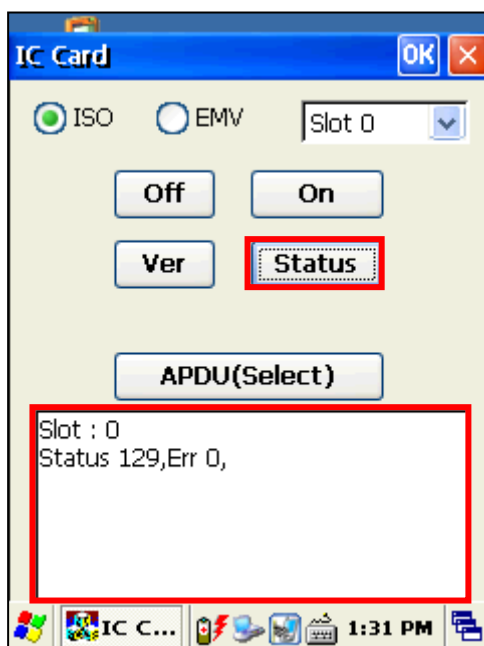 IC Card OK
ISO EMV Slot 0
Off On
Ver Status
APDU(Select)
Slot : 0
Status 129,Err 0,
IC C... 1:31 PM